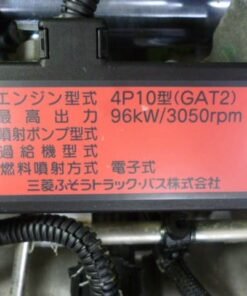 エンジン型式 4P10型(GAT2)
最高出力 96kW/3050rpm
噴射ポンプ型式
過給機型式
燃料噴射方式 電子式
三菱ふそうトラック・バス株式会社